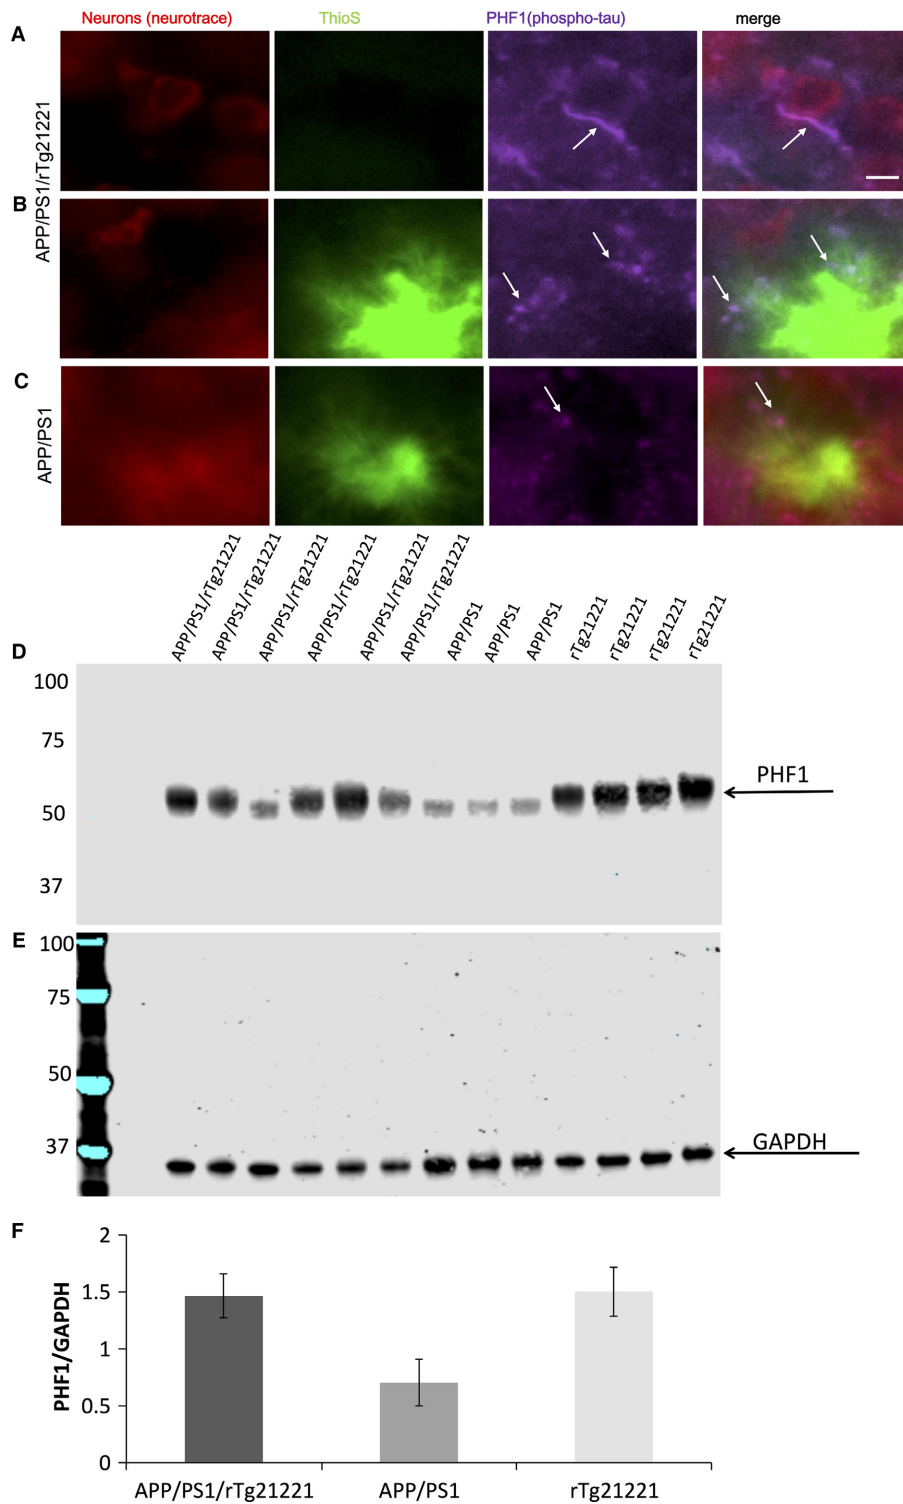 Neurons (neurotrace) ThioS PHF1(phospho-tau) merge
A
APP/PS1/rTg21221
B
C
APP/PS1
APP/PS1/rTg21221 APP/PS1/rTg21221 APP/PS1/rTg21221 APP/PS1/rTg21221 APP/PS1/rTg21221 APP/PS1/rTg21221 APP/PS1 APP/PS1 APP/PS1 rTg21221 rTg21221 rTg21221 rTg21221
D
100
75
PHF1
50
37
E
100
75
50
37
GAPDH
F
PHF1/GAPDH
2
1.5
1
0.5
0
APP/PS1/rTg21221 APP/PS1 rTg21221